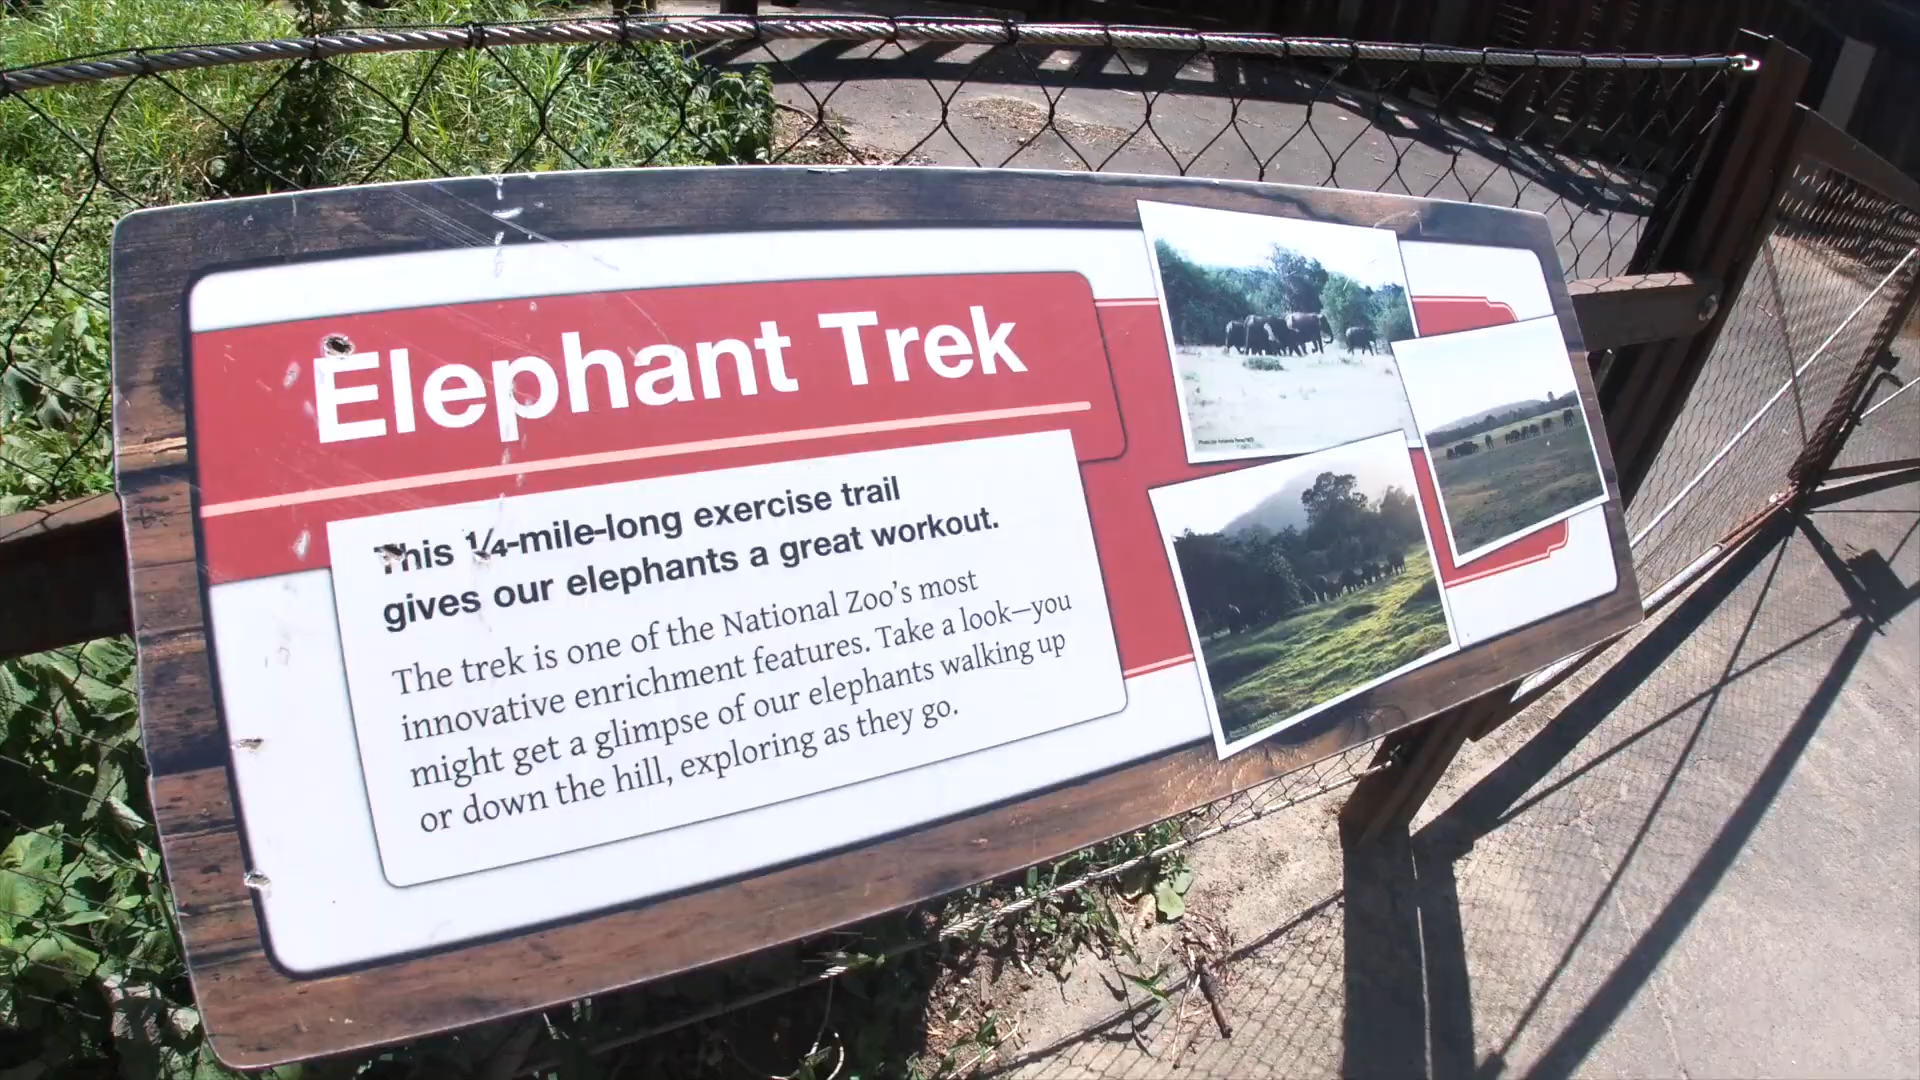 Elephant Trek
This 1/4-mile-long exercise trail
gives our elephants a great workout.
The trek is one of the National Zoo's most
innovative enrichment features. Take a look—you
might get a glimpse of our elephants walking up
or down the hill, exploring as they go.